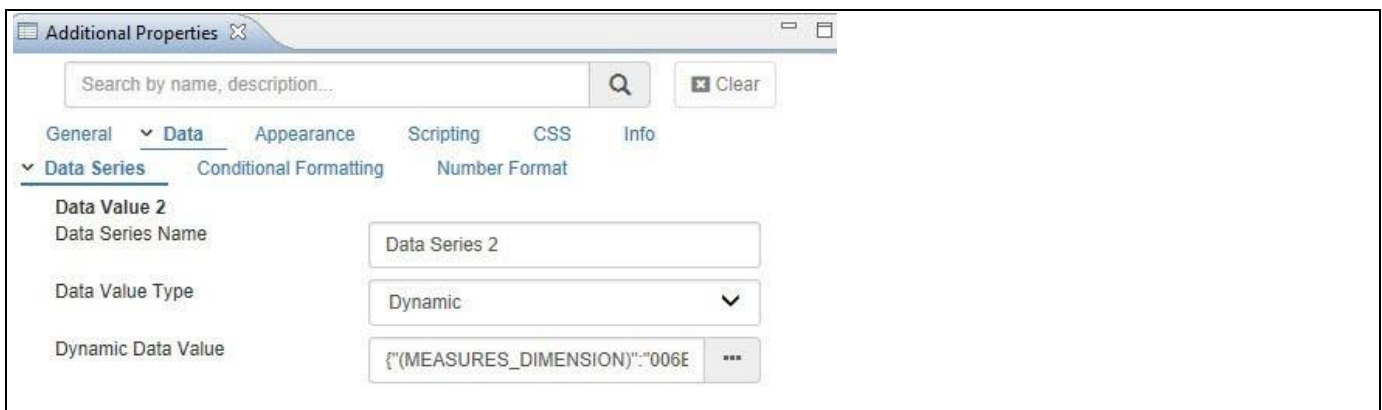 Additional Properties
Search by name, description...
Clear
General Data Appearance Scripting CSS Info
Data Series Conditional Formatting Number Format
Data Value 2
Data Series Name Data Series 2
Data Value Type Dynamic
Dynamic Data Value {"(MEASURES_DIMENSION)":"006E ...